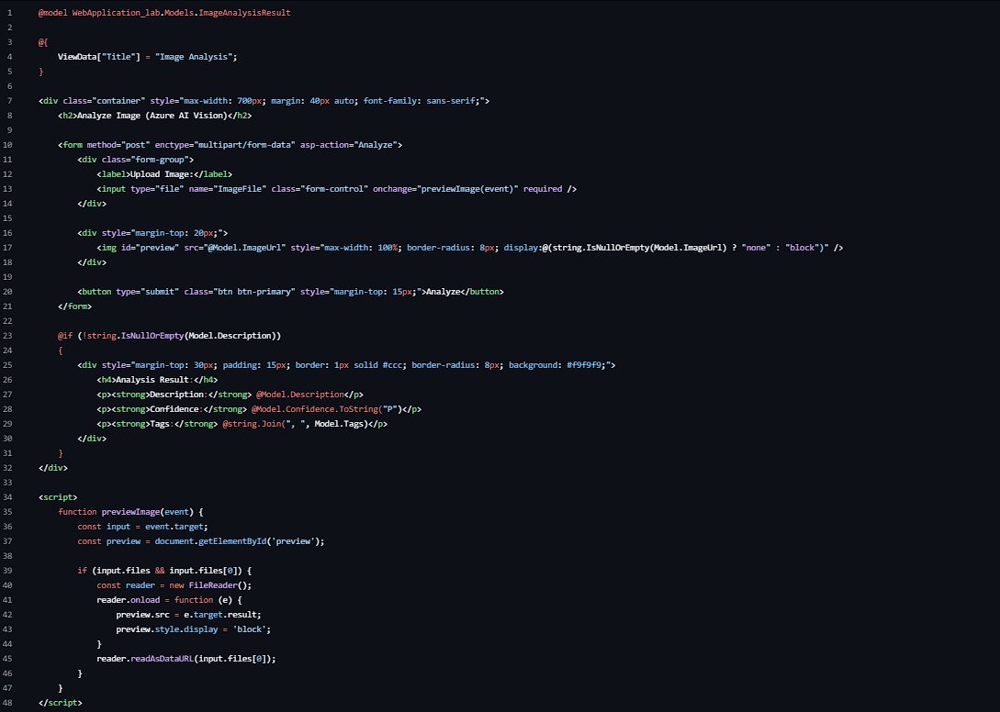 1 @model WebApplication_lab.Models.ImageAnalysisResult
2
3 @{
4     ViewData["Title"] = "Image Analysis";
5 }
6
7 <div class="container" style="max-width: 700px; margin: 40px auto; font-family: sans-serif;">
8     <h2>Analyze Image (Azure AI Vision)</h2>
9
10     <form method="post" enctype="multipart/form-data" asp-action="Analyze">
11         <div class="form-group">
12             <label>Upload Image:</label>
13             <input type="file" name="ImageFile" class="form-control" onchange="previewImage(event)" required />
14         </div>
15
16         <div style="margin-top: 20px;">
17             <img id="preview" src="@Model.ImageUrl" style="max-width: 100%; border-radius: 8px; display:@(string.IsNullOrEmpty(Model.ImageUrl) ? "none" : "block")" />
18         </div>
19
20         <button type="submit" class="btn btn-primary" style="margin-top: 15px;">Analyze</button>
21     </form>
22
23     @if (!string.IsNullOrEmpty(Model.Description))
24     {
25         <div style="margin-top: 30px; padding: 15px; border: 1px solid #ccc; border-radius: 8px; background: #f9f9f9;">
26             <h4>Analysis Result:</h4>
27             <p><strong>Description:</strong> @Model.Description</p>
28             <p><strong>Confidence:</strong> @Model.Confidence.ToString("P")</p>
29             <p><strong>Tags:</strong> @string.Join(", ", Model.Tags)</p>
30         </div>
31     }
32 </div>
33
34 <script>
35     function previewImage(event) {
36         const input = event.target;
37         const preview = document.getElementById('preview');
38
39         if (input.files && input.files[0]) {
40             const reader = new FileReader();
41             reader.onload = function (e) {
42                 preview.src = e.target.result;
43                 preview.style.display = 'block';
44             }
45             reader.readAsDataURL(input.files[0]);
46         }
47     }
48 </script>